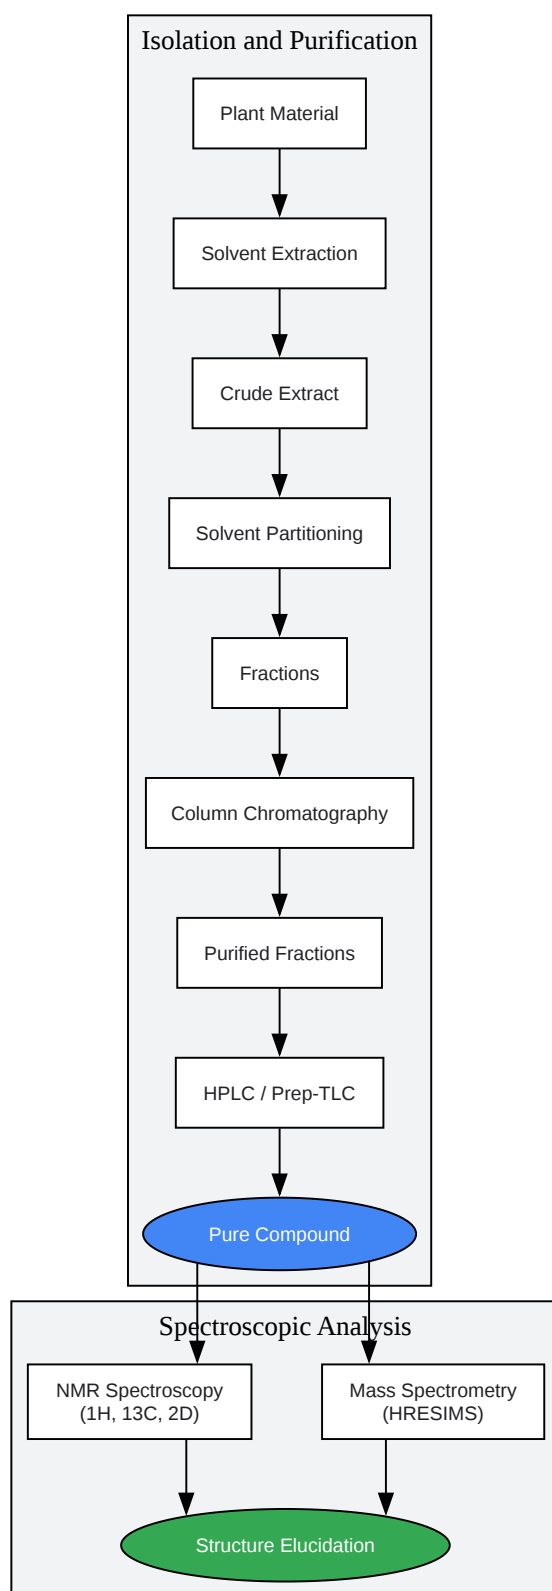 Isolation and Purification
Plant Material
Solvent Extraction
Crude Extract
Solvent Partitioning
Fractions
Column Chromatography
Purified Fractions
HPLC / Prep-TLC
Pure Compound
Spectroscopic Analysis
NMR Spectroscopy
(1H, 13C, 2D)
Mass Spectrometry
(HRESIMS)
Structure Elucidation